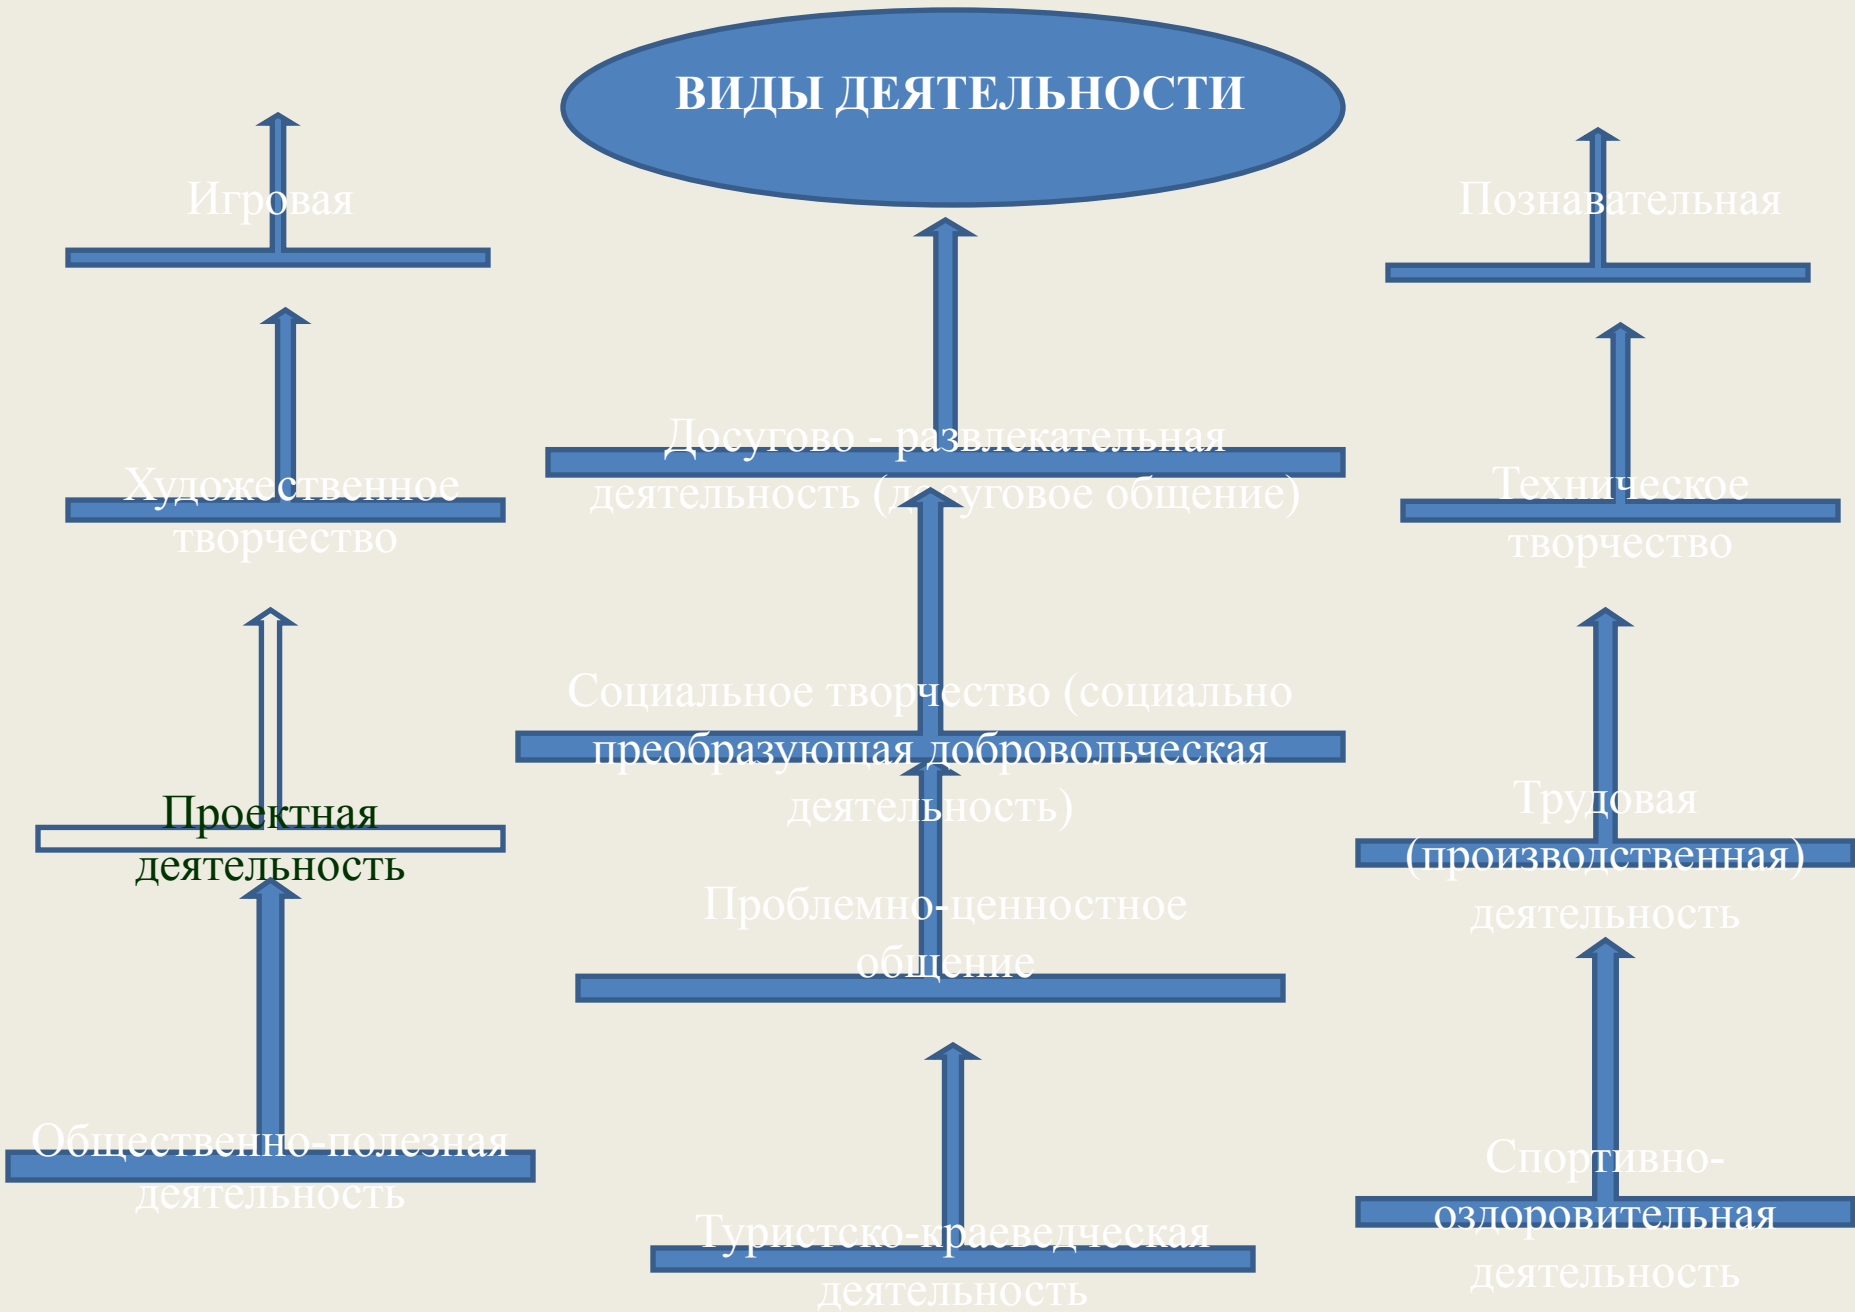 ВИДЫ ДЕЯТЕЛЬНОСТИ
Игровая
Познавательная
Художественное
творчество
Досугово - развлекательная
деятельность (досуговое общение)
Техническое
творчество
Проектная
деятельность
Социальное творчество (социально
преобразующая добровольческая
деятельность)
Трудовая
(производственная)
деятельность
Проблемно-ценностное
общение
Общественно-полезная
деятельность
Туристско-краеведческая
деятельность
Спортивно-
оздоровительная
деятельность